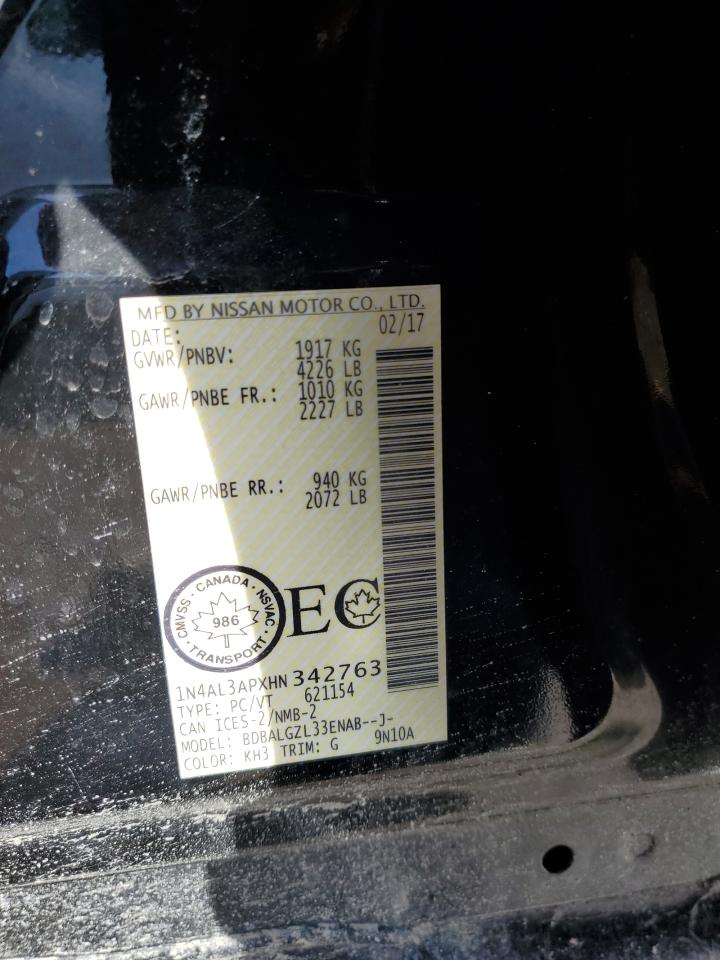 MFD BY NISSAN MOTOR CO., LTD.
DATE: 02/17
GVWR/PNBV: 1917 KG
4226 LB
GAWR/PNBE FR.: 1010 KG
2227 LB
GAWR/PNBE RR.: 940 KG
2072 LB
CMVSS · CANADA · NSVAC · TRANSPORT ·
986
EC
1N4AL3APXHN342763
TYPE: PC/VT 621154
CAN ICES-2/NMB-2
MODEL: BDBALGZL33ENAB--J-
COLOR: KH3 TRIM: G 9N10A